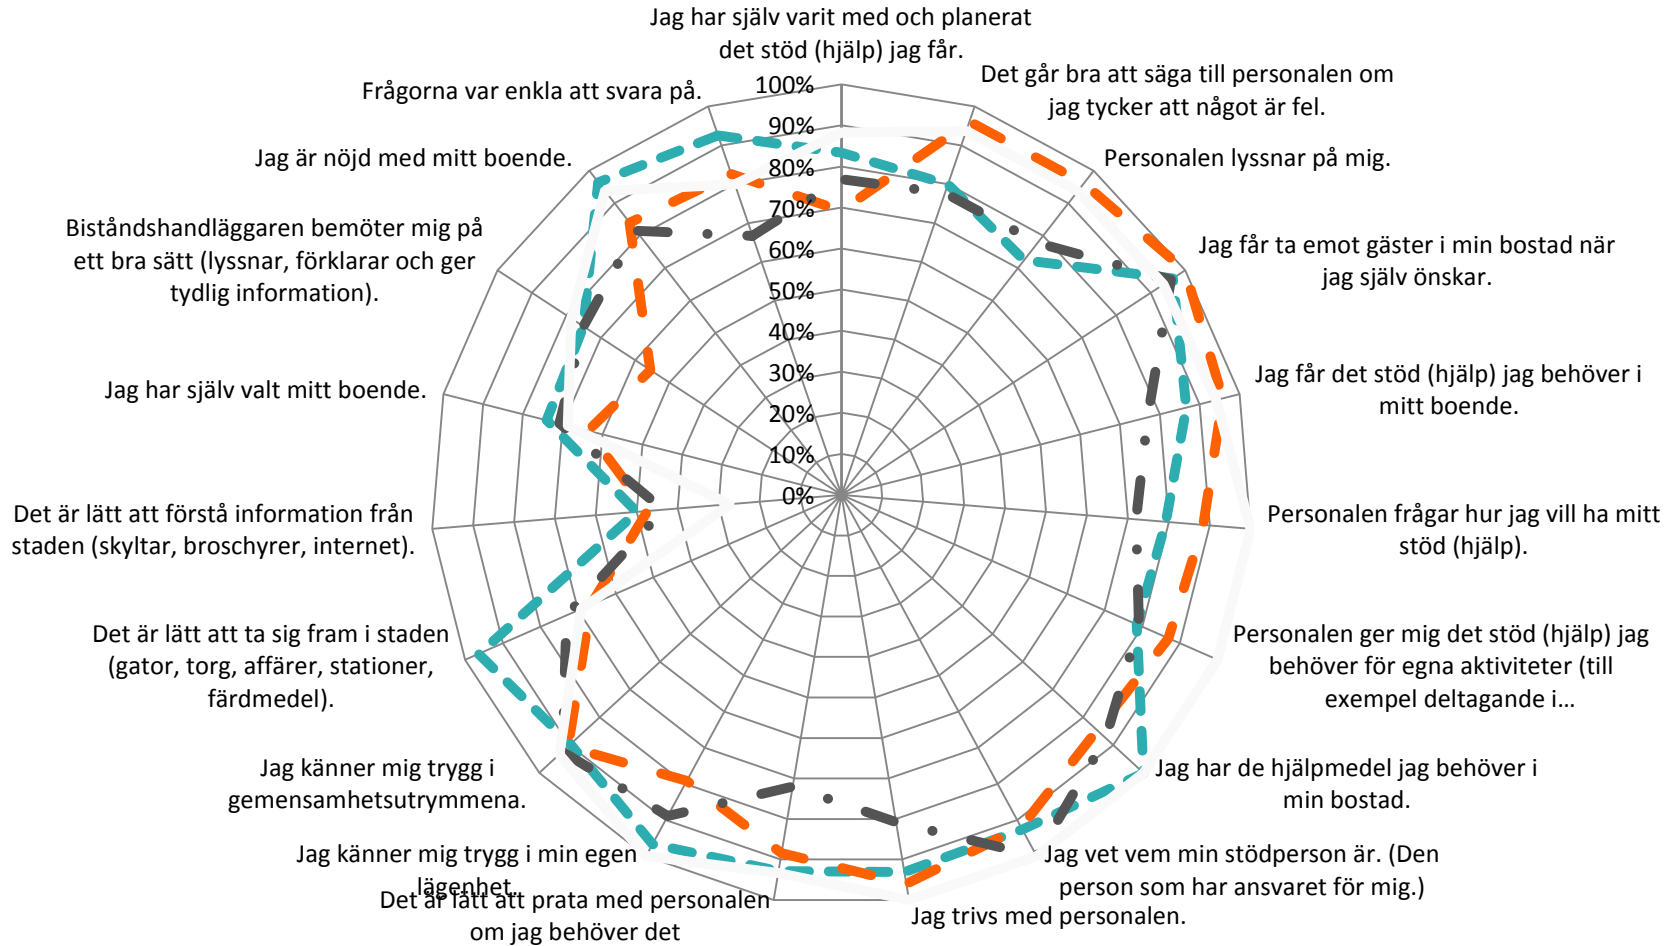 Jag har själv varit med och planerat
det stöd (hjälp) jag får.
Det går bra att säga till personalen om
jag tycker att något är fel.
Personalen lyssnar på mig.
Jag får ta emot gäster i min bostad när
jag själv önskar.
Jag får det stöd (hjälp) jag behöver i
mitt boende.
Personalen frågar hur jag vill ha mitt
stöd (hjälp).
Personalen ger mig det stöd (hjälp) jag
behöver för egna aktiviteter (till
exempel deltagande i...
Jag har de hjälpmedel jag behöver i
min bostad.
Jag vet vem min stödperson är. (Den
person som har ansvaret för mig.)
Jag trivs med personalen.
Det är lätt att prata med personalen
om jag behöver det
Jag känner mig trygg i min egen
lägenhet.
Jag känner mig trygg i
gemensamhetsutrymmena.
Det är lätt att ta sig fram i staden
(gator, torg, affärer, stationer,
färdmedel).
Det är lätt att förstå information från
staden (skyltar, broschyrer, internet).
Jag har själv valt mitt boende.
Biståndshandläggaren bemöter mig på
ett bra sätt (lyssnar, förklarar och ger
tydlig information).
Jag är nöjd med mitt boende.
Frågorna var enkla att svara på.
100%
90%
80%
70%
60%
50%
40%
30%
20%
10%
0%